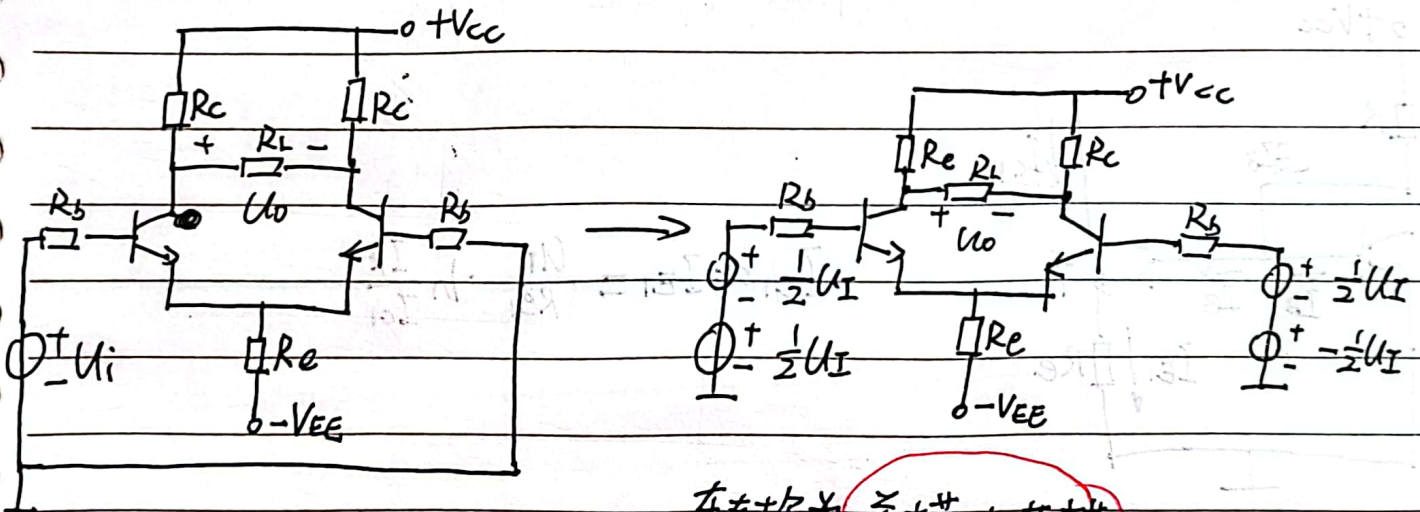 +Vcc
Rc Rc
+ RL -
Uo
Rb Rb
+ Ui -
Re
-VEE
+Vcc
Re Rc
RL
+ Uo -
Rb Rb
+ 1/2 UI -
+ 1/2 UI -
+ 1/2 UI -
+ -1/2 UI -
Re
-VEE